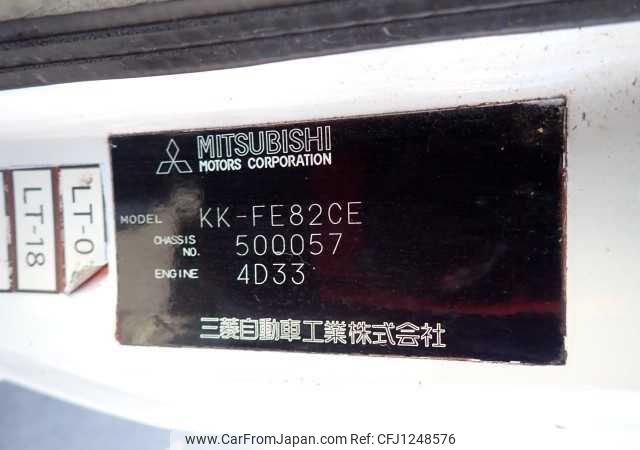 MITSUBISHI
MOTORS CORPORATION
MODEL KK-FE82CE
CHASSIS NO. 500057
ENGINE 4D33
三菱自動車工業株式会社
LT-0
LT-18
www.CarFromJapan.com CFJ1248576